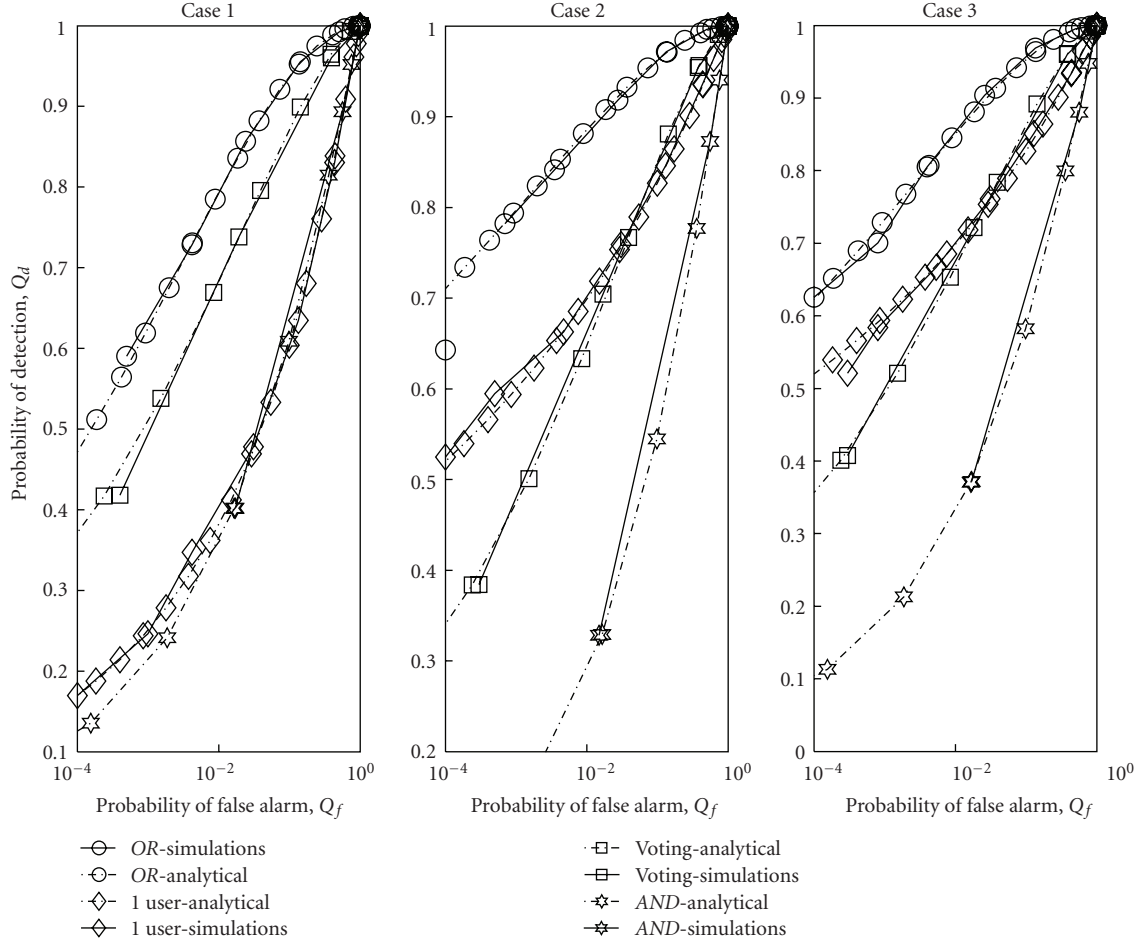 Case 1
Case 2
Case 3
Probability of detection, Q_d
1
0.9
0.8
0.7
0.6
0.5
0.4
0.3
0.2
0.1
10^−4
10^−2
10^0
Probability of false alarm, Q_f
1
0.9
0.8
0.7
0.6
0.5
0.4
0.3
0.2
10^−4
10^−2
10^0
Probability of false alarm, Q_f
1
0.9
0.8
0.7
0.6
0.5
0.4
0.3
0.2
0.1
0
10^−4
10^−2
10^0
Probability of false alarm, Q_f
OR-simulations
OR-analytical
1 user-analytical
1 user-simulations
Voting-analytical
Voting-simulations
AND-analytical
AND-simulations